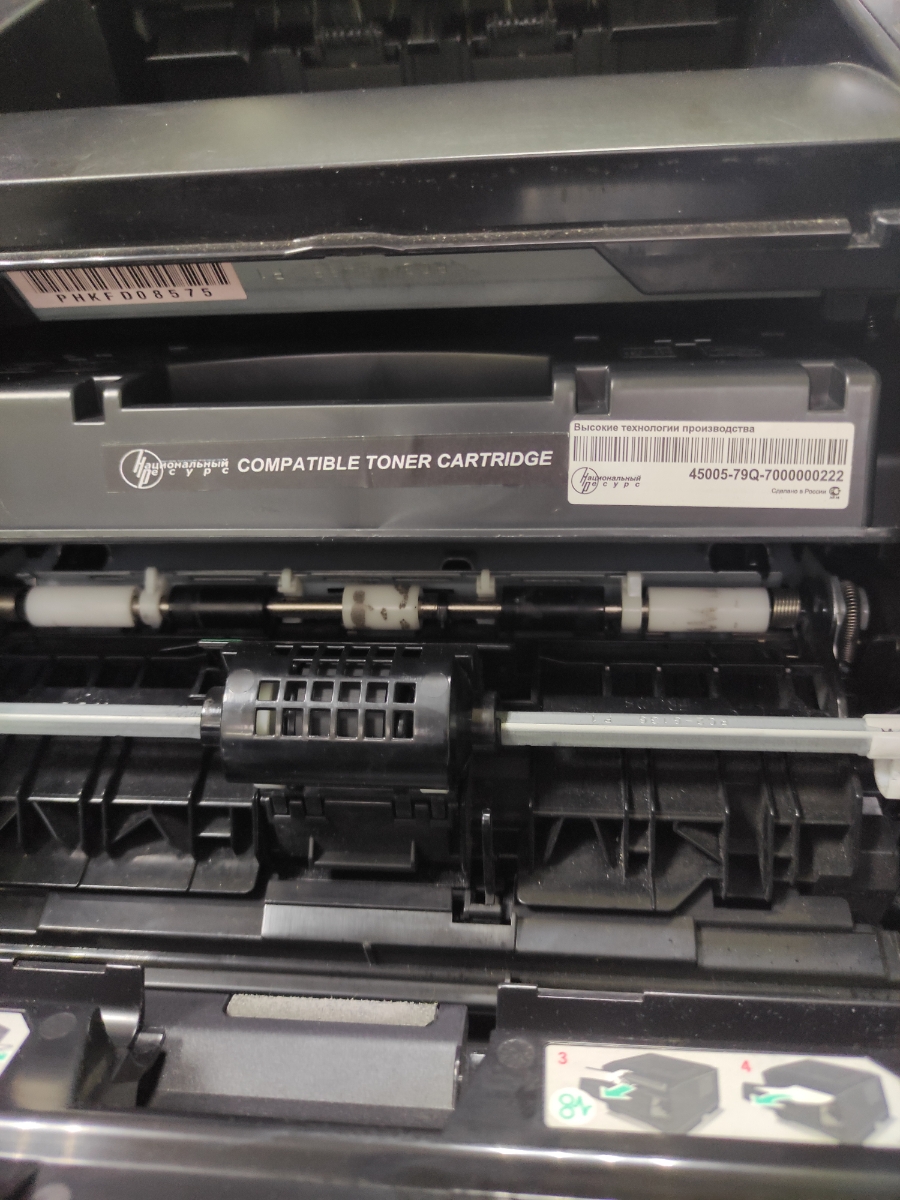 PHKFD08575
Высокие технологии производства
Национальный
Ресурс
COMPATIBLE TONER CARTRIDGE
Национальный
Ресурс
45005-79Q-7000000222
Сделано в России
3
4